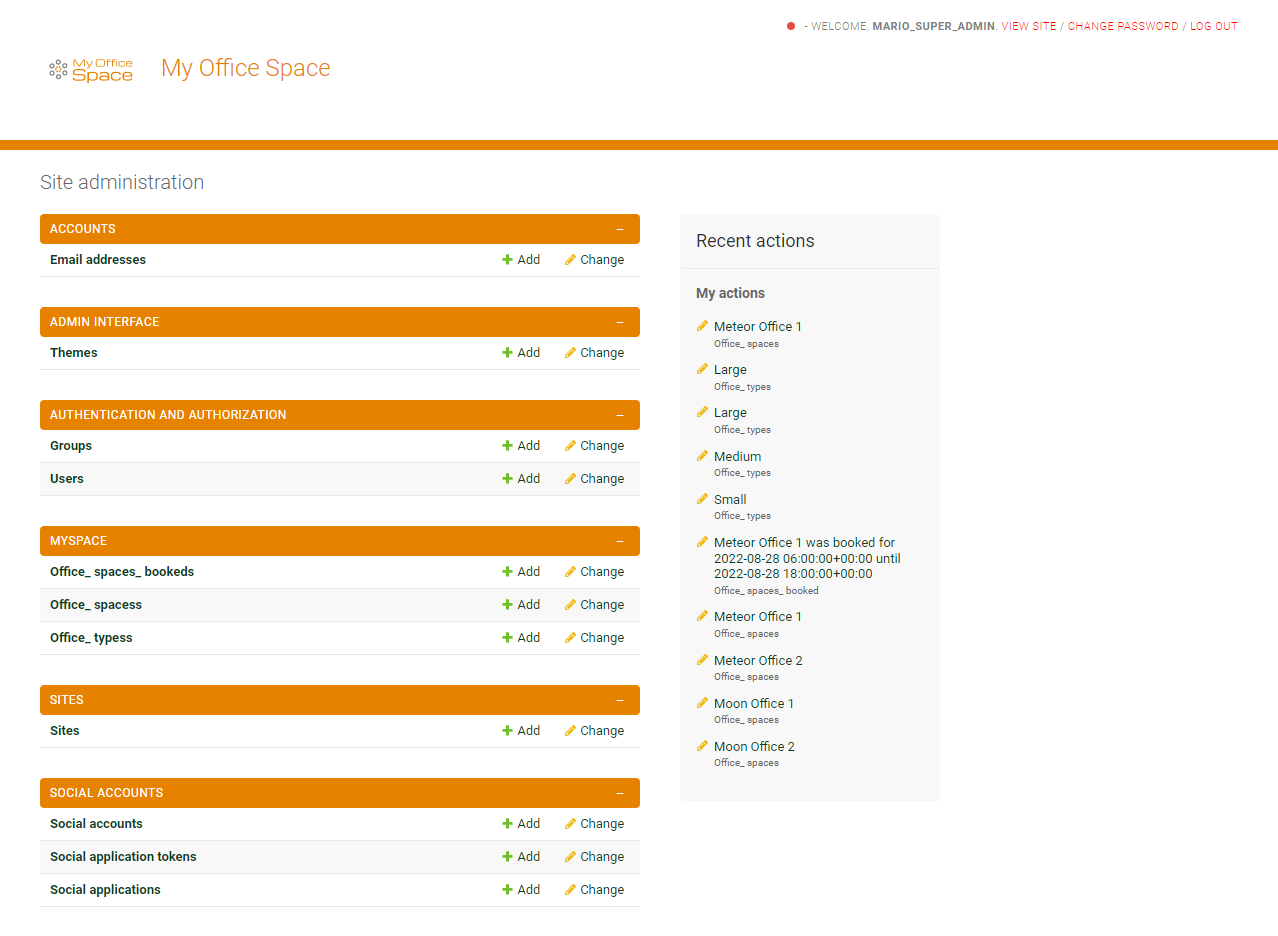 - WELCOME, MARIO_SUPER_ADMIN. VIEW SITE / CHANGE PASSWORD / LOG OUT
My Office
Space
My Office Space
Site administration
ACCOUNTS –
Email addresses Add Change
ADMIN INTERFACE –
Themes Add Change
AUTHENTICATION AND AUTHORIZATION –
Groups Add Change
Users Add Change
MYSPACE –
Office_ spaces_ bookeds Add Change
Office_ spacess Add Change
Office_ typess Add Change
SITES –
Sites Add Change
SOCIAL ACCOUNTS –
Social accounts Add Change
Social application tokens Add Change
Social applications Add Change
Recent actions
My actions
Meteor Office 1
Office_ spaces
Large
Office_ types
Large
Office_ types
Medium
Office_ types
Small
Office_ types
Meteor Office 1 was booked for
2022-08-28 06:00:00+00:00 until
2022-08-28 18:00:00+00:00
Office_ spaces_ booked
Meteor Office 1
Office_ spaces
Meteor Office 2
Office_ spaces
Moon Office 1
Office_ spaces
Moon Office 2
Office_ spaces